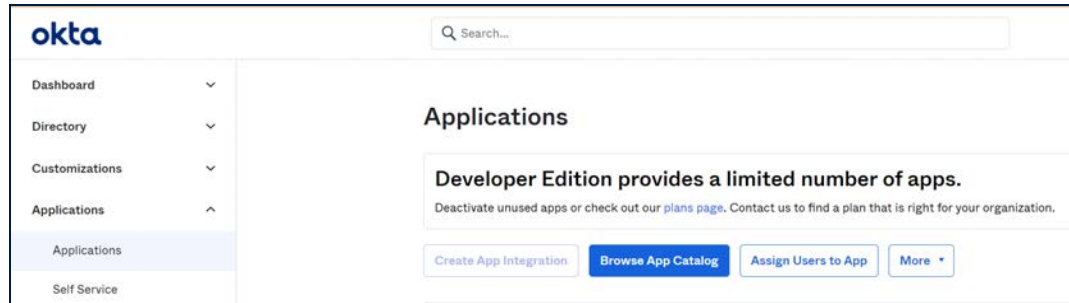 okta
Search...
Dashboard
Directory
Customizations
Applications
Applications
Self Service
Applications
Developer Edition provides a limited number of apps.
Deactivate unused apps or check out our plans page. Contact us to find a plan that is right for your organization.
Create App Integration
Browse App Catalog
Assign Users to App
More